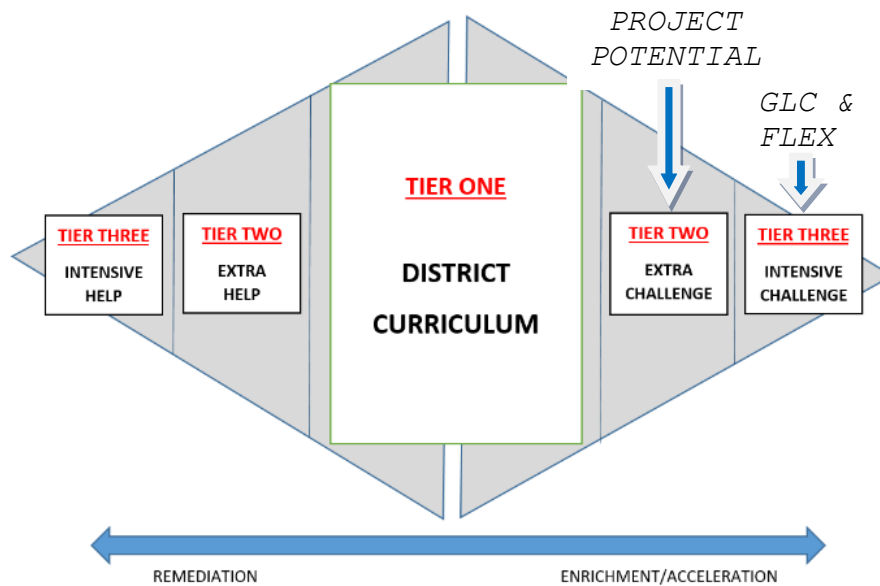 PROJECT
POTENTIAL
GLC &
FLEX
TIER THREE
INTENSIVE
HELP
TIER TWO
EXTRA
HELP
TIER ONE
DISTRICT
CURRICULUM
TIER TWO
EXTRA
CHALLENGE
TIER THREE
INTENSIVE
CHALLENGE
REMEDIATION
ENRICHMENT/ACCELERATION